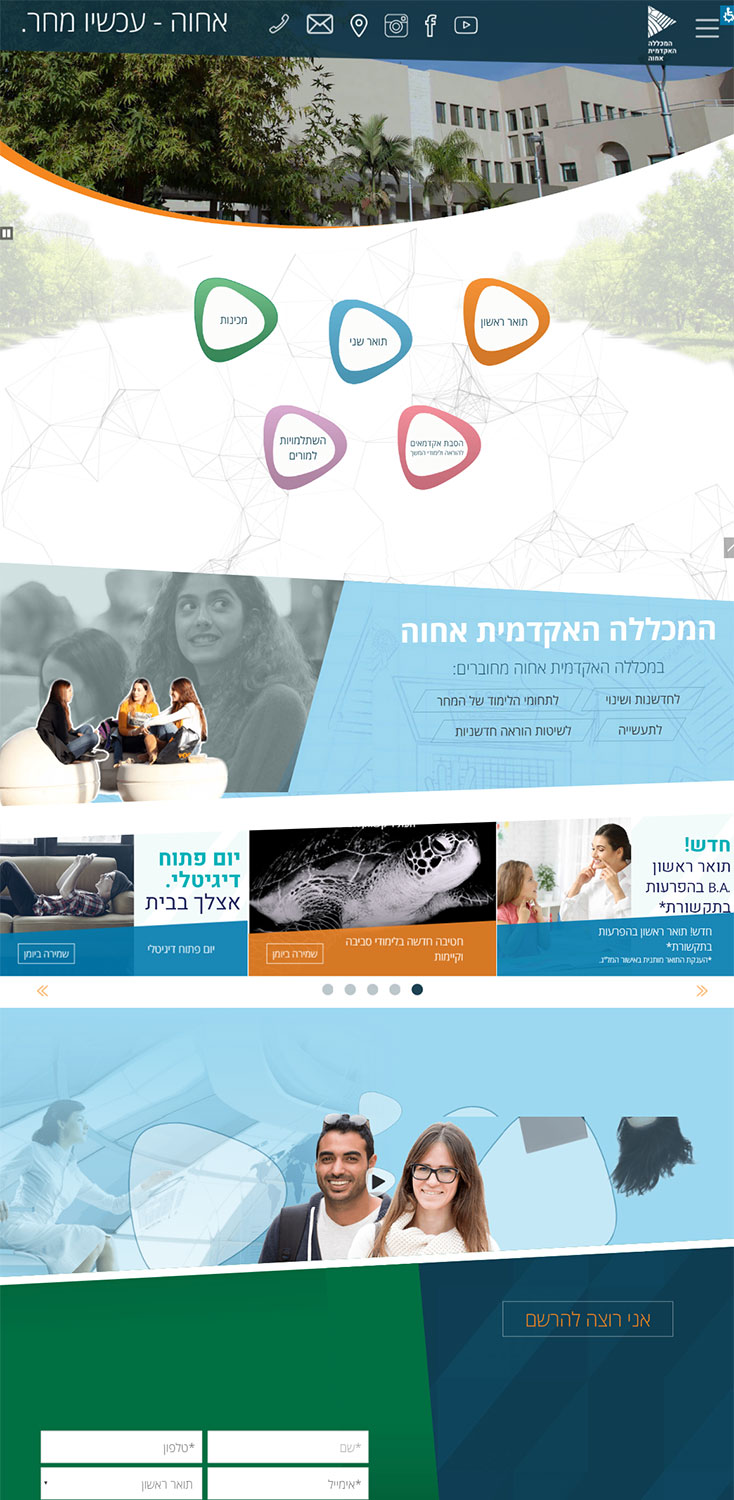 אחוה - עכשיו מחר.
המכללה
האקדמית
אחוה
תואר ראשון
תואר שני
מכינות
הסבת אקדמאים
להוראה ולימודי המשך
השתלמויות
למורים
המכללה האקדמית אחוה
במכללה האקדמית אחוה מחוברים:
לחדשנות ושינוי
לתחומי הלימוד של המחר
לתעשייה
לשיטות הוראה חדשניות
חדש!
תואר ראשון
B.A. בהפרעות
בתקשורת*
חדש! תואר ראשון בהפרעות
בתקשורת*
*הענקת התואר מותנית באישור המל"ג.
חטיבה חדשה בלימודי סביבה
וקיימות
שמירה ביומן
יום פתוח
דיגיטלי.
אצלך בבית
יום פתוח דיגיטלי
שמירה ביומן
אני רוצה להרשם
*שם
*טלפון
*אימייל
תואר ראשון